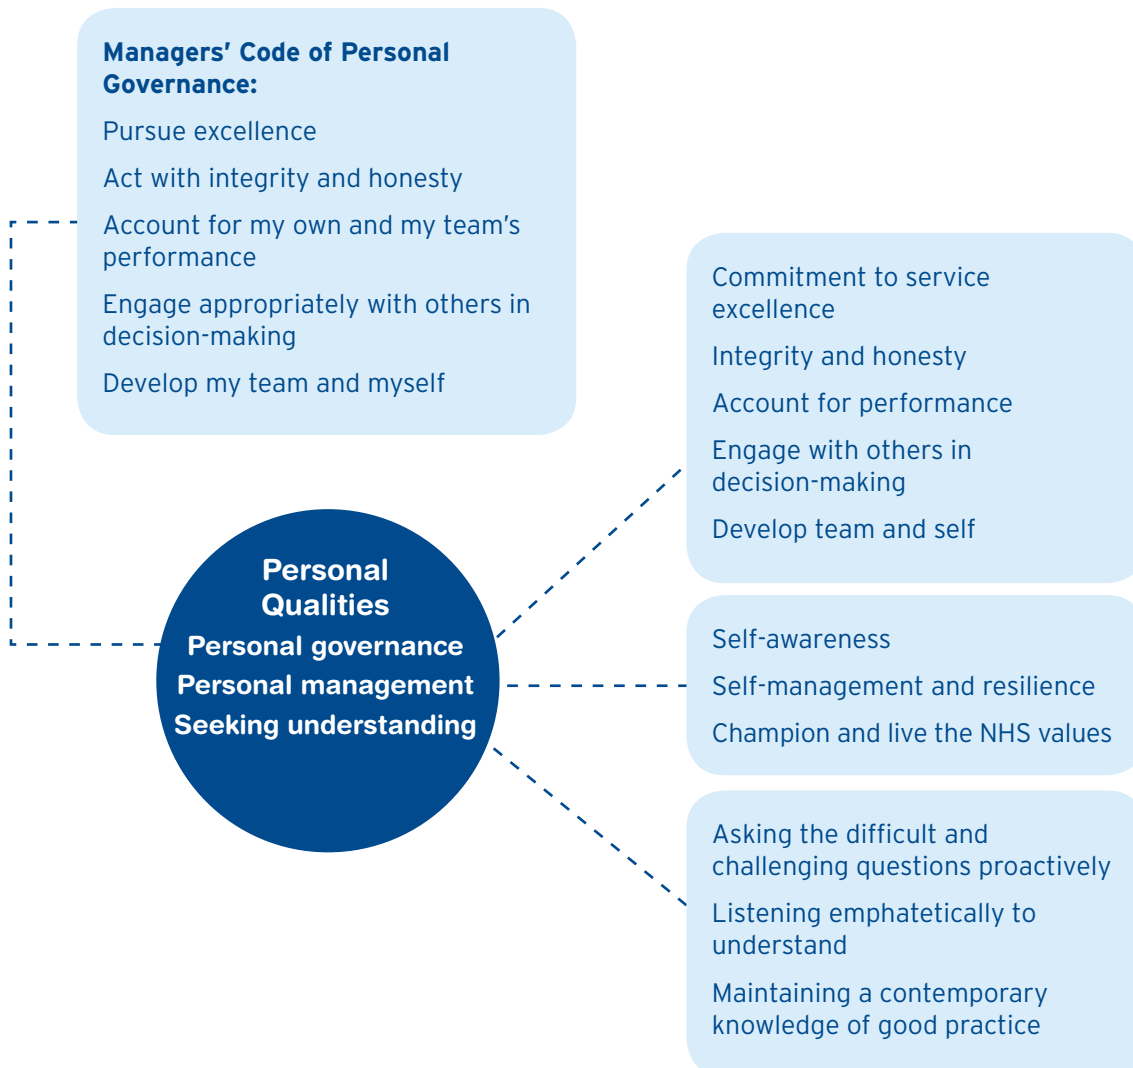 Managers’ Code of Personal
Governance:
Pursue excellence
Act with integrity and honesty
Account for my own and my team’s
performance
Engage appropriately with others in
decision-making
Develop my team and myself
Commitment to service
excellence
Integrity and honesty
Account for performance
Engage with others in
decision-making
Develop team and self
Personal
Qualities
Personal governance
Personal management
Seeking understanding
Self-awareness
Self-management and resilience
Champion and live the NHS values
Asking the difficult and
challenging questions proactively
Listening emphatetically to
understand
Maintaining a contemporary
knowledge of good practice